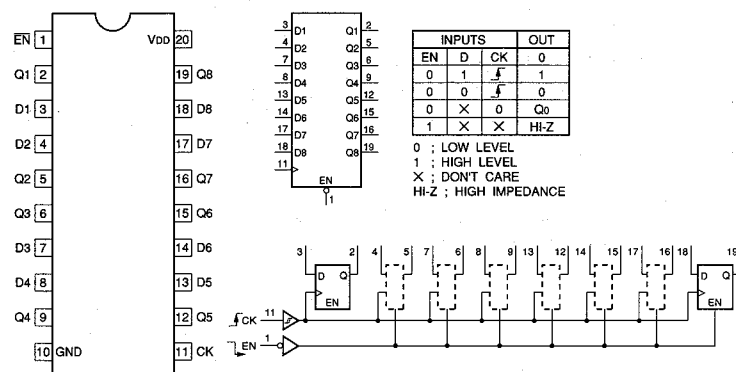 EN 1
VDD 20
Q1 2
19 Q8
D1 3
18 D8
D2 4
17 D7
Q2 5
16 Q7
Q3 6
15 Q6
D3 7
14 D6
D4 8
13 D5
Q4 9
12 Q5
10 GND
11 CK
3 D1 Q1 2
4 D2 Q2 5
7 D3 Q3 6
8 D4 Q4 9
13 D5 Q5 12
14 D6 Q6 15
17 D7 Q7 16
18 D8 Q8 19
11
EN
1
INPUTS OUT
EN D CK 0
0 1 1
0 0 0
0 X 0 Q0
1 X X HI-Z
0 ; LOW LEVEL
1 ; HIGH LEVEL
X ; DON'T CARE
HI-Z ; HIGH IMPEDANCE
3 2 4 5 7 6 8 9 13 12 14 15 17 16 18 19
D Q
EN
D Q
EN
CK 11
EN 1